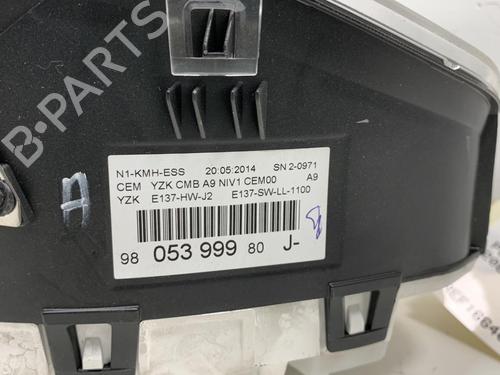 B-PARTS
N1-KMH-ESS 20:05:2014 SN 2-0971
CEM YZK CMB A9 NIV1 CEM00 A9
YZK E137-HW-J2 E137-SW-LL-1100
98 053 999 80 J-
A